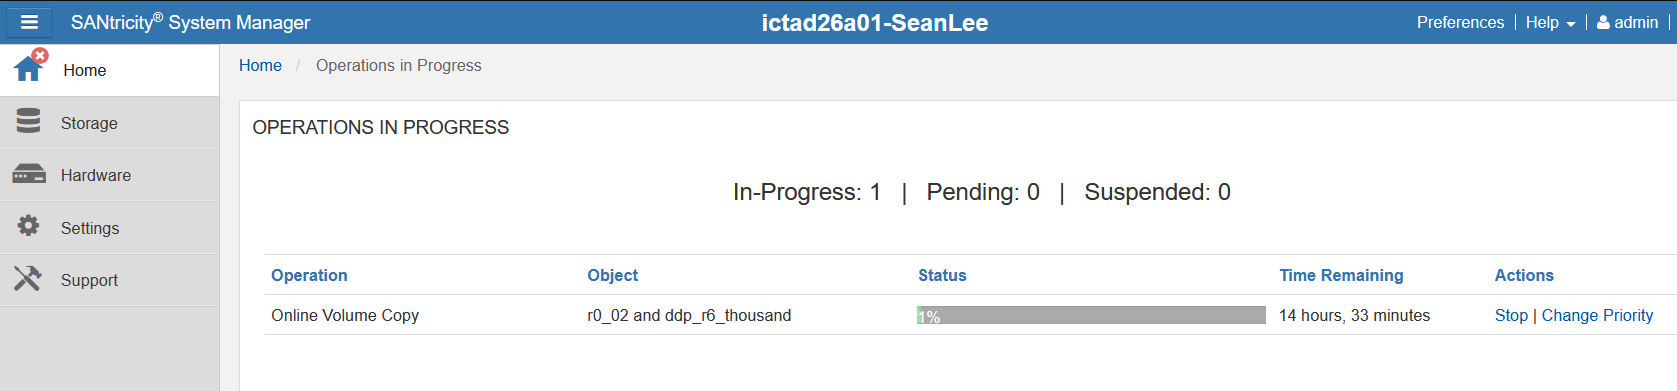 SANtricity® System Manager
ictad26a01-SeanLee
Preferences | Help | admin |
Home
Storage
Hardware
Settings
Support
Home / Operations in Progress
OPERATIONS IN PROGRESS
In-Progress: 1 | Pending: 0 | Suspended: 0
Operation Object Status Time Remaining Actions
Online Volume Copy r0_02 and ddp_r6_thousand 1% 14 hours, 33 minutes Stop | Change Priority